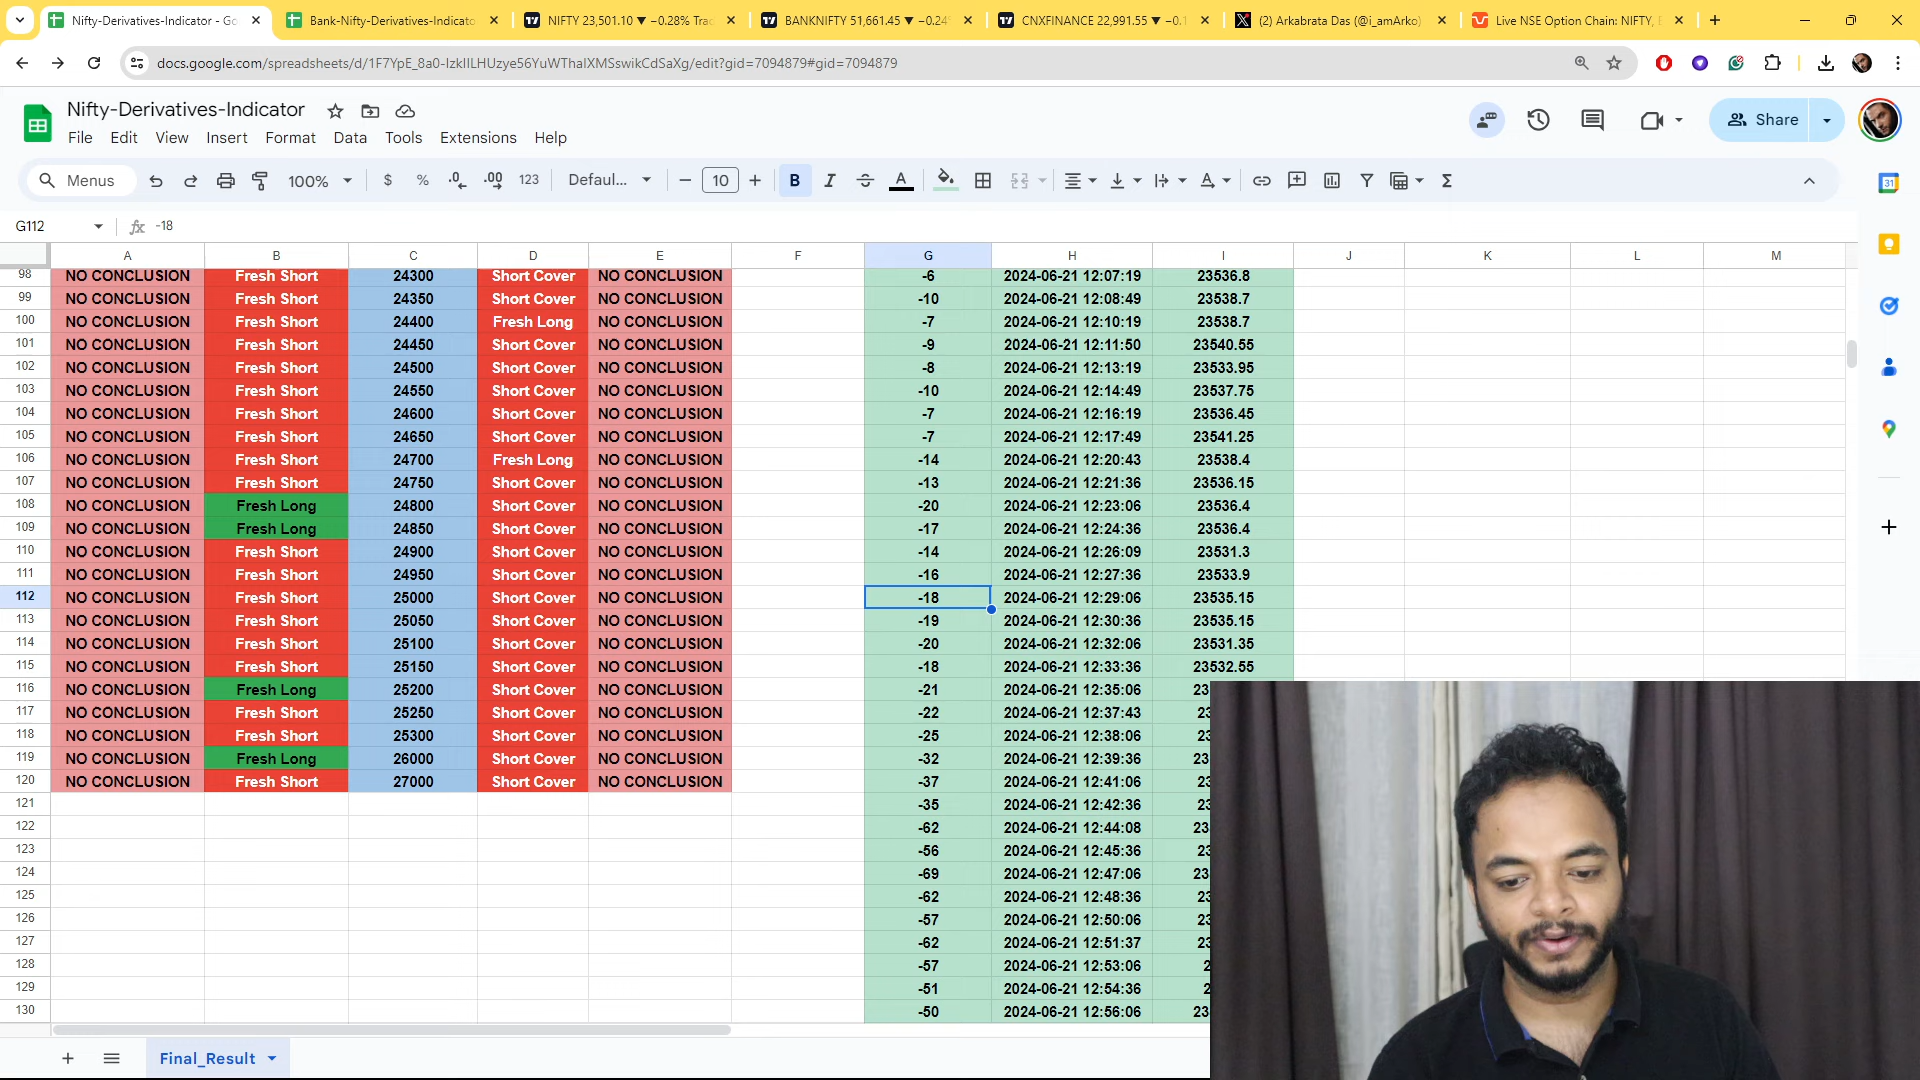 Nifty-Derivatives-Indicator - Go
Bank-Nifty-Derivatives-Indicato
NIFTY 23,501.10 ▼ −0.28% Trac
BANKNIFTY 51,661.45 ▼ −0.24
CNXFINANCE 22,991.55 ▼ −0.1
(2) Arkabrata Das (@i_amArko)
Live NSE Option Chain: NIFTY,
docs.google.com/spreadsheets/d/1F7YpE_8a0-IzkIILHUzye56YuWThaIXMSswikCdSaXg/edit?gid=7094879#gid=7094879
Nifty-Derivatives-Indicator
File Edit View Insert Format Data Tools Extensions Help
Share
Menus 100% $ % .0 .00 123 Defaul... 10 B I A Σ
31
G112 fx -18
A B C D E F G H I J K L M
98 NO CONCLUSION Fresh Short 24300 Short Cover NO CONCLUSION -6 2024-06-21 12:07:19 23536.8
99 NO CONCLUSION Fresh Short 24350 Short Cover NO CONCLUSION -10 2024-06-21 12:08:49 23538.7
100 NO CONCLUSION Fresh Short 24400 Fresh Long NO CONCLUSION -7 2024-06-21 12:10:19 23538.7
101 NO CONCLUSION Fresh Short 24450 Short Cover NO CONCLUSION -9 2024-06-21 12:11:50 23540.55
102 NO CONCLUSION Fresh Short 24500 Short Cover NO CONCLUSION -8 2024-06-21 12:13:19 23533.95
103 NO CONCLUSION Fresh Short 24550 Short Cover NO CONCLUSION -10 2024-06-21 12:14:49 23537.75
104 NO CONCLUSION Fresh Short 24600 Short Cover NO CONCLUSION -7 2024-06-21 12:16:19 23536.45
105 NO CONCLUSION Fresh Short 24650 Short Cover NO CONCLUSION -7 2024-06-21 12:17:49 23541.25
106 NO CONCLUSION Fresh Short 24700 Fresh Long NO CONCLUSION -14 2024-06-21 12:20:43 23538.4
107 NO CONCLUSION Fresh Short 24750 Short Cover NO CONCLUSION -13 2024-06-21 12:21:36 23536.15
108 NO CONCLUSION Fresh Long 24800 Short Cover NO CONCLUSION -20 2024-06-21 12:23:06 23536.4
109 NO CONCLUSION Fresh Long 24850 Short Cover NO CONCLUSION -17 2024-06-21 12:24:36 23536.4
110 NO CONCLUSION Fresh Short 24900 Short Cover NO CONCLUSION -14 2024-06-21 12:26:09 23531.3
111 NO CONCLUSION Fresh Short 24950 Short Cover NO CONCLUSION -16 2024-06-21 12:27:36 23533.9
112 NO CONCLUSION Fresh Short 25000 Short Cover NO CONCLUSION -18 2024-06-21 12:29:06 23535.15
113 NO CONCLUSION Fresh Short 25050 Short Cover NO CONCLUSION -19 2024-06-21 12:30:36 23535.15
114 NO CONCLUSION Fresh Short 25100 Short Cover NO CONCLUSION -20 2024-06-21 12:32:06 23531.35
115 NO CONCLUSION Fresh Short 25150 Short Cover NO CONCLUSION -18 2024-06-21 12:33:36 23532.55
116 NO CONCLUSION Fresh Long 25200 Short Cover NO CONCLUSION -21 2024-06-21 12:35:06 23
117 NO CONCLUSION Fresh Short 25250 Short Cover NO CONCLUSION -22 2024-06-21 12:37:43 23
118 NO CONCLUSION Fresh Short 25300 Short Cover NO CONCLUSION -25 2024-06-21 12:38:06 23
119 NO CONCLUSION Fresh Long 26000 Short Cover NO CONCLUSION -32 2024-06-21 12:39:36 23
120 NO CONCLUSION Fresh Short 27000 Short Cover NO CONCLUSION -37 2024-06-21 12:41:06 23
121 -35 2024-06-21 12:42:36 23
122 -62 2024-06-21 12:44:08 23
123 -56 2024-06-21 12:45:36 23
124 -69 2024-06-21 12:47:06 23
125 -62 2024-06-21 12:48:36 23
126 -57 2024-06-21 12:50:06 23
127 -62 2024-06-21 12:51:37 23
128 -57 2024-06-21 12:53:06 2
129 -51 2024-06-21 12:54:36 2
130 -50 2024-06-21 12:56:06 23
Final_Result